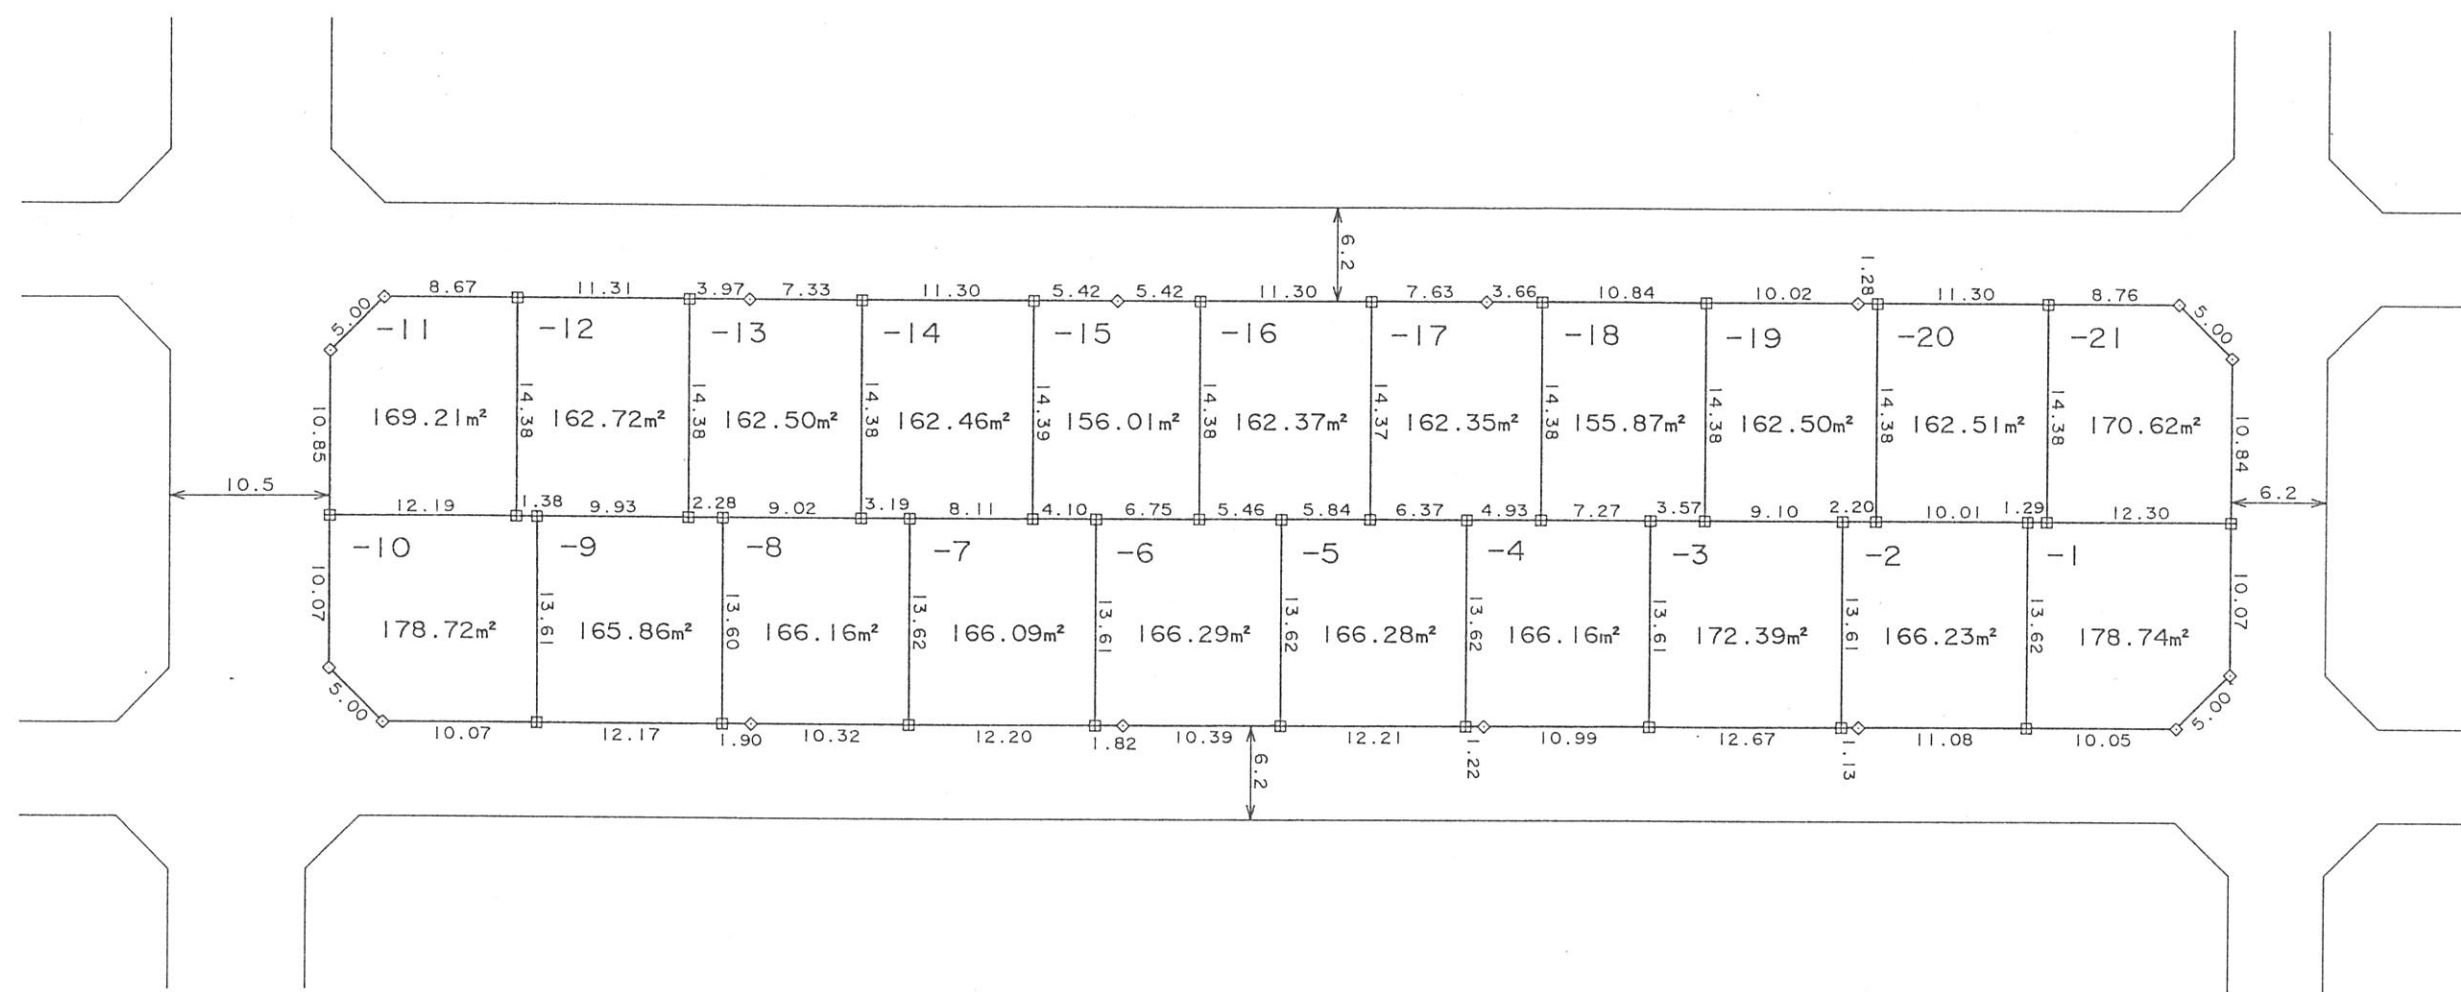 6.2
1.28
8.67 11.31 3.97 7.33 11.30 5.42 5.42 11.30 7.63 3.66 10.84 10.02 11.30 8.76
5.00 5.00
-11 -12 -13 -14 -15 -16 -17 -18 -19 -20 -21
10.85 14.38 14.38 14.38 14.39 14.38 14.37 14.38 14.38 14.38 14.38 10.84
169.21m² 162.72m² 162.50m² 162.46m² 156.01m² 162.37m² 162.35m² 155.87m² 162.50m² 162.51m² 170.62m²
10.5 6.2
12.19 1.38 9.93 2.28 9.02 3.19 8.11 4.10 6.75 5.46 5.84 6.37 4.93 7.27 3.57 9.10 2.20 10.01 1.29 12.30
-10 -9 -8 -7 -6 -5 -4 -3 -2 -1
10.07 13.61 13.60 13.62 13.61 13.62 13.62 13.61 13.61 13.62 10.07
178.72m² 165.86m² 166.16m² 166.09m² 166.29m² 166.28m² 166.16m² 172.39m² 166.23m² 178.74m²
5.00 5.00
10.07 12.17 1.90 10.32 12.20 1.82 10.39 12.21 1.22 10.99 12.67 1.13 11.08 10.05
6.2